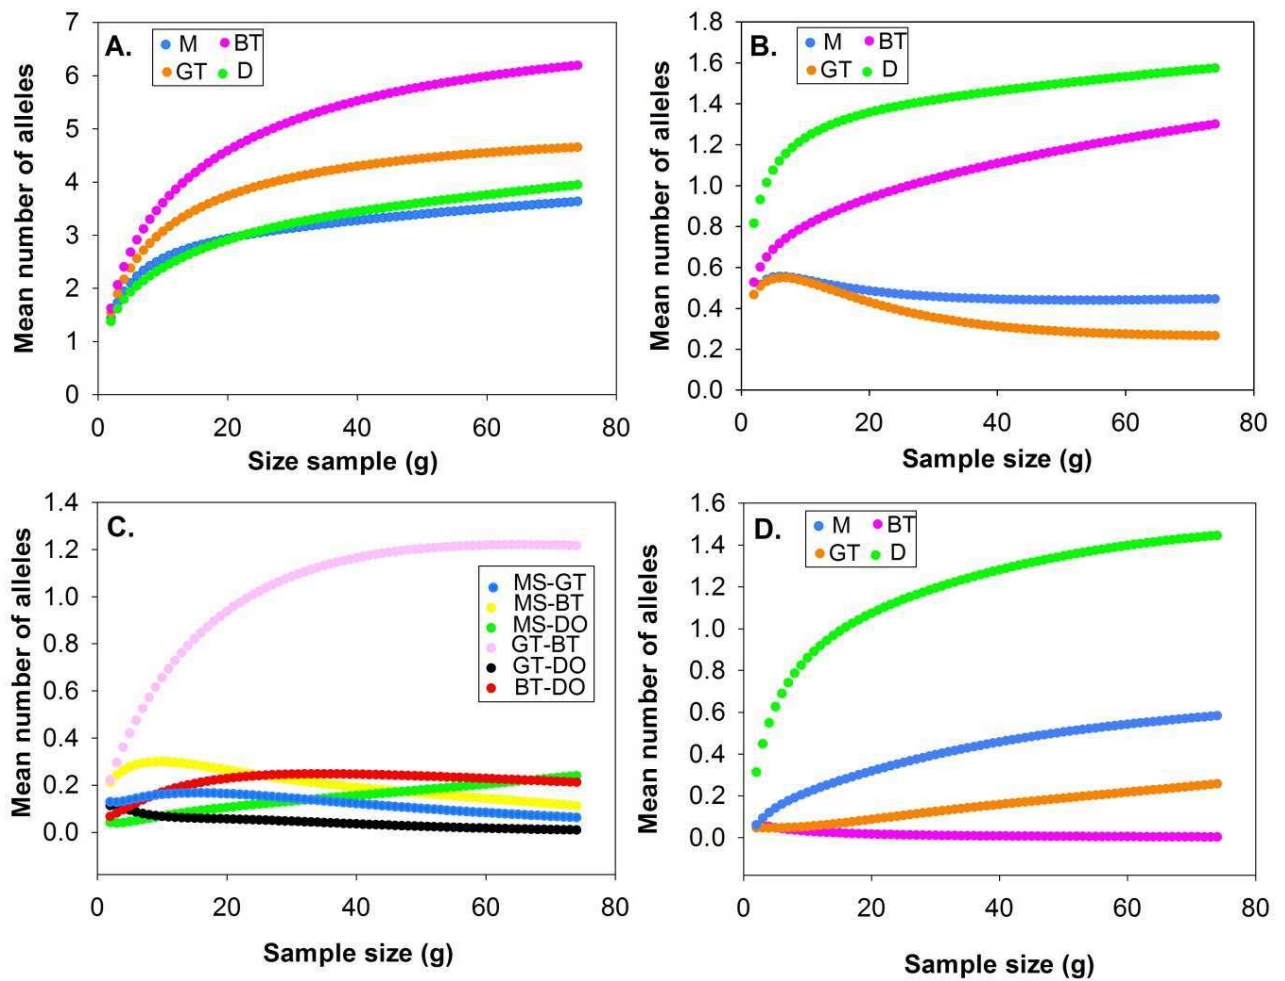 A.
M BT
GT D
Mean number of alleles
7
6
5
4
3
2
1
0
0 20 40 60 80
Size sample (g)
B.
M BT
GT D
Mean number of alleles
1.8
1.6
1.4
1.2
1.0
0.8
0.6
0.4
0.2
0.0
0 20 40 60 80
Sample size (g)
C.
Mean number of alleles
1.4
1.2
1.0
0.8
0.6
0.4
0.2
0.0
MS-GT
MS-BT
MS-DO
GT-BT
GT-DO
BT-DO
0 20 40 60 80
Sample size (g)
D.
M BT
GT D
Mean number of alleles
1.6
1.4
1.2
1.0
0.8
0.6
0.4
0.2
0.0
0 20 40 60 80
Sample size (g)